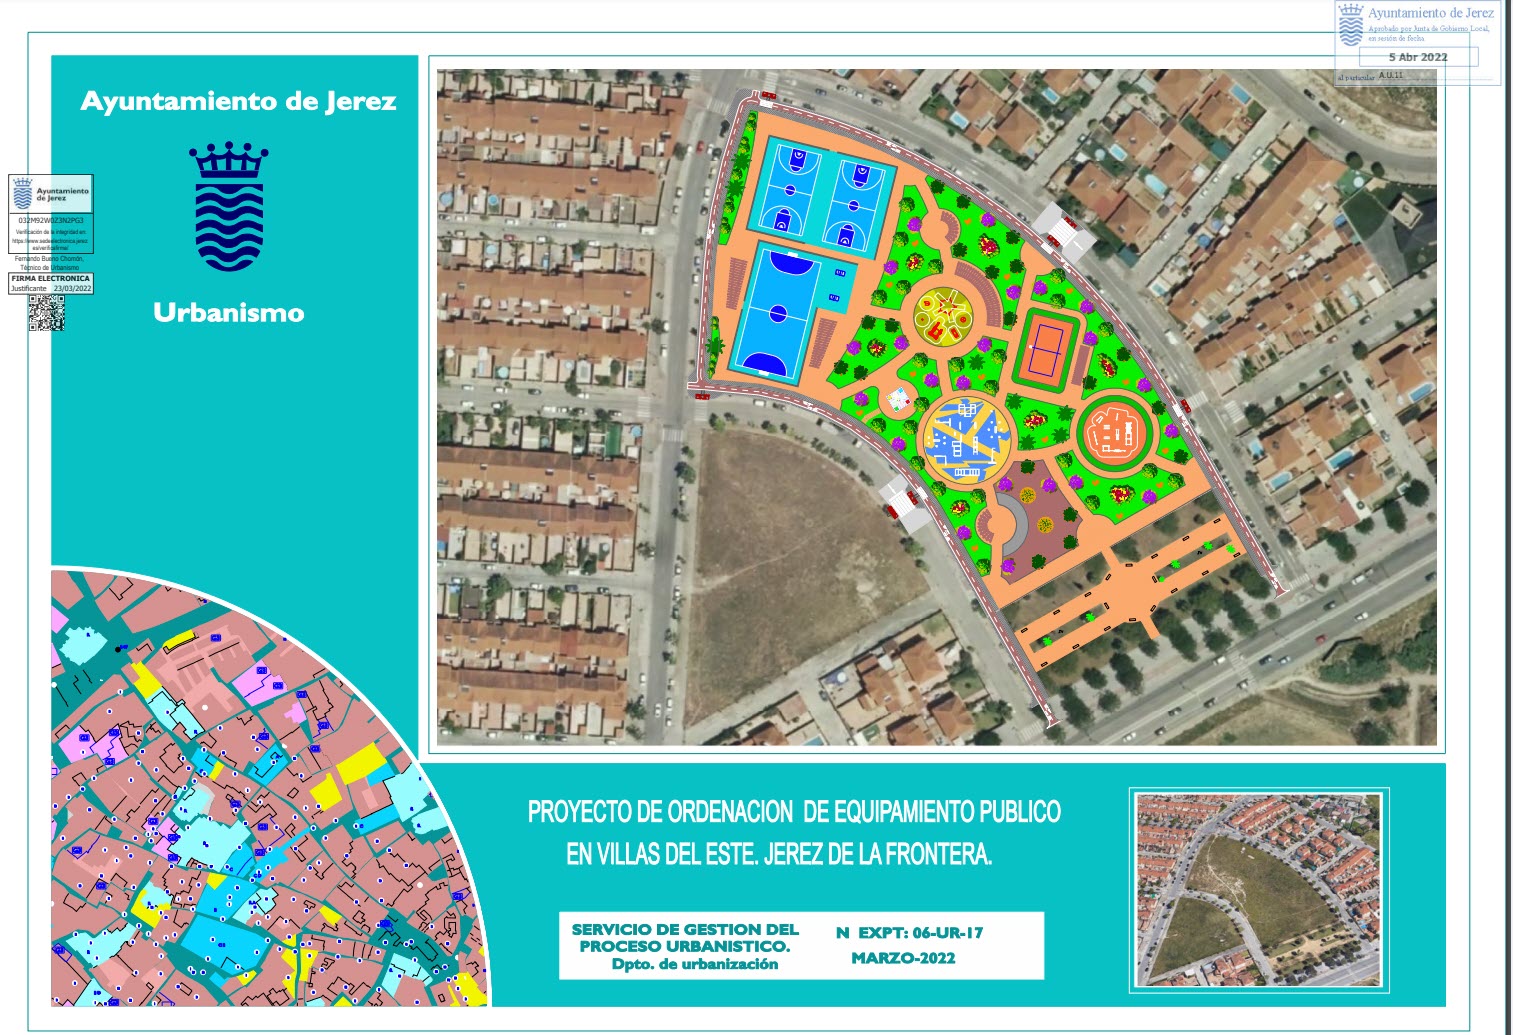 Ayuntamiento de Jerez
Aprobado por Junta de Gobierno Local,
en sesión de fecha
5 Abr 2022
al particular A.U.11
Ayuntamiento de Jerez
Urbanismo
Ayuntamiento
de Jerez
Verificación de la integridad en:
https://www.sedeelectronica.jerez.
es/verificafirma/
Fernando Bueno Chomón,
Técnico de Urbanismo
FIRMA ELECTRONICA
Justificante 23/03/2022
PROYECTO DE ORDENACION DE EQUIPAMIENTO PUBLICO
EN VILLAS DEL ESTE. JEREZ DE LA FRONTERA.
SERVICIO DE GESTION DEL
PROCESO URBANISTICO.
Dpto. de urbanización
N EXPT: 06-UR-17
MARZO-2022